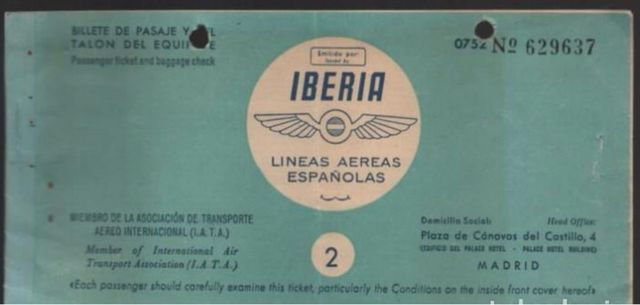 BILLETE DE PASAJE Y
TALON DEL
Passenger ticket and baggage check
Emitido por:
Issued by
IBERIA
LINEAS AEREAS
ESPAÑOLAS
0752 Nº 629637
MIEMBRO DE LA ASOCIACIÓN DE TRANSPORTE
AEREO INTERNACIONAL (I.A.T.A.)
Member of International Air
Transport Association (I.A.T.A.)
2
Domicilio Social: Head Office:
Plaza de Cánovas del Castillo, 4
(EDIFICIO DEL PALACE HOTEL - PALACE HOTEL BUILDING)
MADRID
«Each passenger should carefully examine this ticket, particularly the Conditions on the inside front cover hereof»